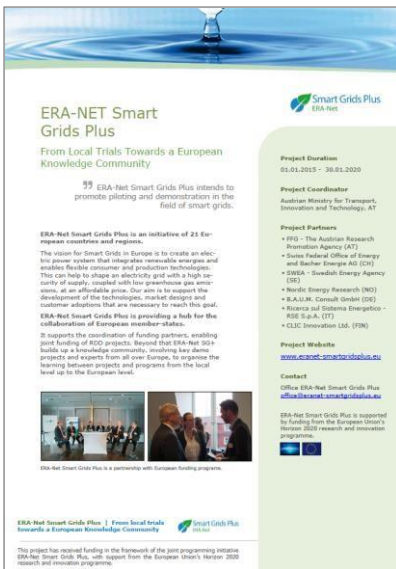 ERA-NET Smart
Grids Plus
From Local Trials Towards a European
Knowledge Community
ERA-Net Smart Grids Plus intends to
promote piloting and demonstration in the
field of smart grids.
ERA-Net Smart Grids Plus is an initiative of 21 Eu-
ropean countries and regions.
The vision for Smart Grids in Europe is to create an elec-
tric power system that integrates renewable energies and
enables flexible consumer and production technologies.
This can help to shape an electricity grid with a high se-
curity of supply, coupled with low greenhouse gas emis-
sions, at an affordable price. Our aim is to support the
development of the technologies, market designs and
customer adoptions that are necessary to reach this goal.
ERA-Net Smart Grids Plus is providing a hub for the
collaboration of European member-states.
It supports the coordination of funding partners, enabling
joint funding of RDD projects. Beyond that ERA-Net SG+
builds up a knowledge community, involving key demo
projects and experts from all over Europe, to organise the
learning between projects and programs from the local
level up to the European level.
ERA-Net Smart Grids Plus is a partnership with European funding programs.
ERA-Net Smart Grids Plus | From local trials
towards a European Knowledge Community
Smart Grids Plus
ERA-Net
This project has received funding in the framework of the joint programming initiative
ERA-Net Smart Grids Plus, with support from the European Union's Horizon 2020
research and innovation programme.
Smart Grids Plus
ERA-Net
Project Duration
01.01.2015 - 30.01.2020
Project Coordinator
Austrian Ministry for Transport,
Innovation and Technology, AT
Project Partners
• FFG - The Austrian Research
Promotion Agency (AT)
• Swiss Federal Office of Energy
and Bacher Energie AG (CH)
• SWEA - Swedish Energy Agency
(SE)
• Nordic Energy Research (NO)
• B.A.U.M. Consult GmbH (DE)
• Ricerca sul Sistema Energetico -
RSE S.p.A. (IT)
• CLIC Innovation Ltd. (FIN)
Project Website
www.eranet-smartgridsplus.eu
Contact
Office ERA-Net Smart Grids Plus
office@eranet-smartgridsplus.eu
ERA-Net Smart Grids Plus is supported
by funding from the European Union's
Horizon 2020 research and innovation
programme.